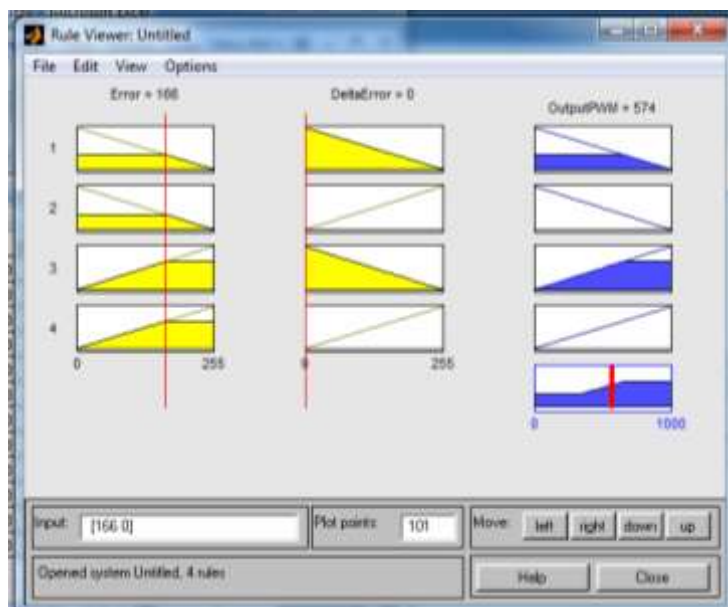 Microsoft Excel
Rule Viewer: Untitled
File Edit View Options
Error = 166 DeltaError = 0 OutputPWM = 574
1
2
3
4
0 255 0 255
0 1000
Input: [166 0] Plot points: 101 Move: left right down up
Opened system Untitled, 4 rules Help Close